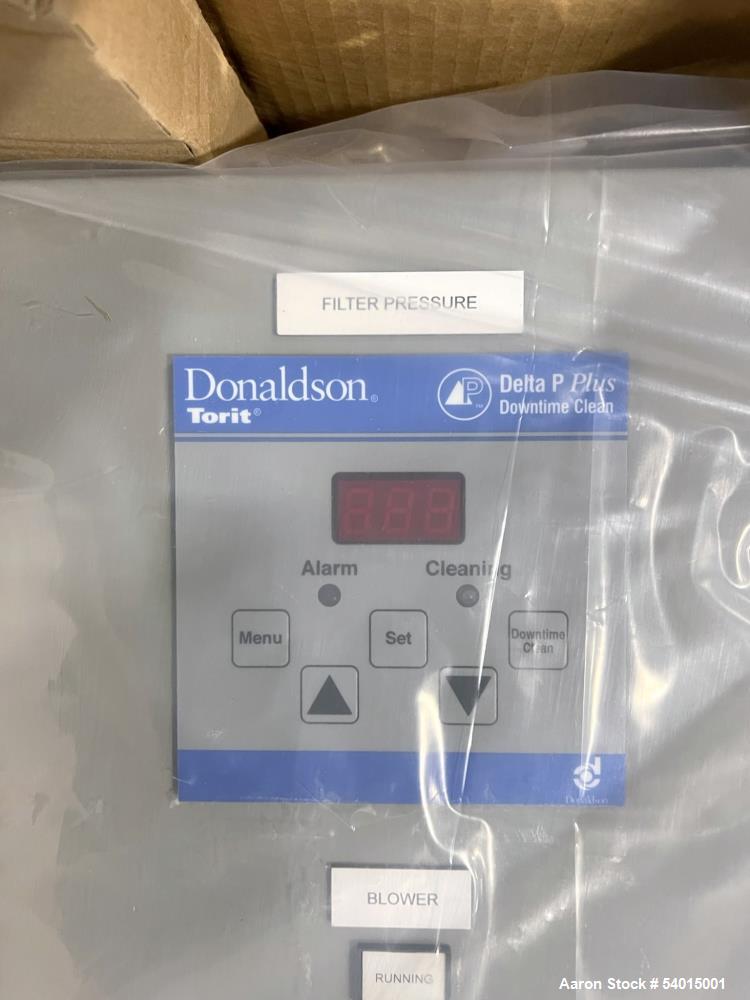 FILTER PRESSURE
Donaldson®
Torit®
P™
Delta P Plus
Downtime Clean
Alarm
Cleaning
Menu
Set
Downtime
Clean
d
Donaldson
BLOWER
RUNNING
Aaron Stock # 54015001